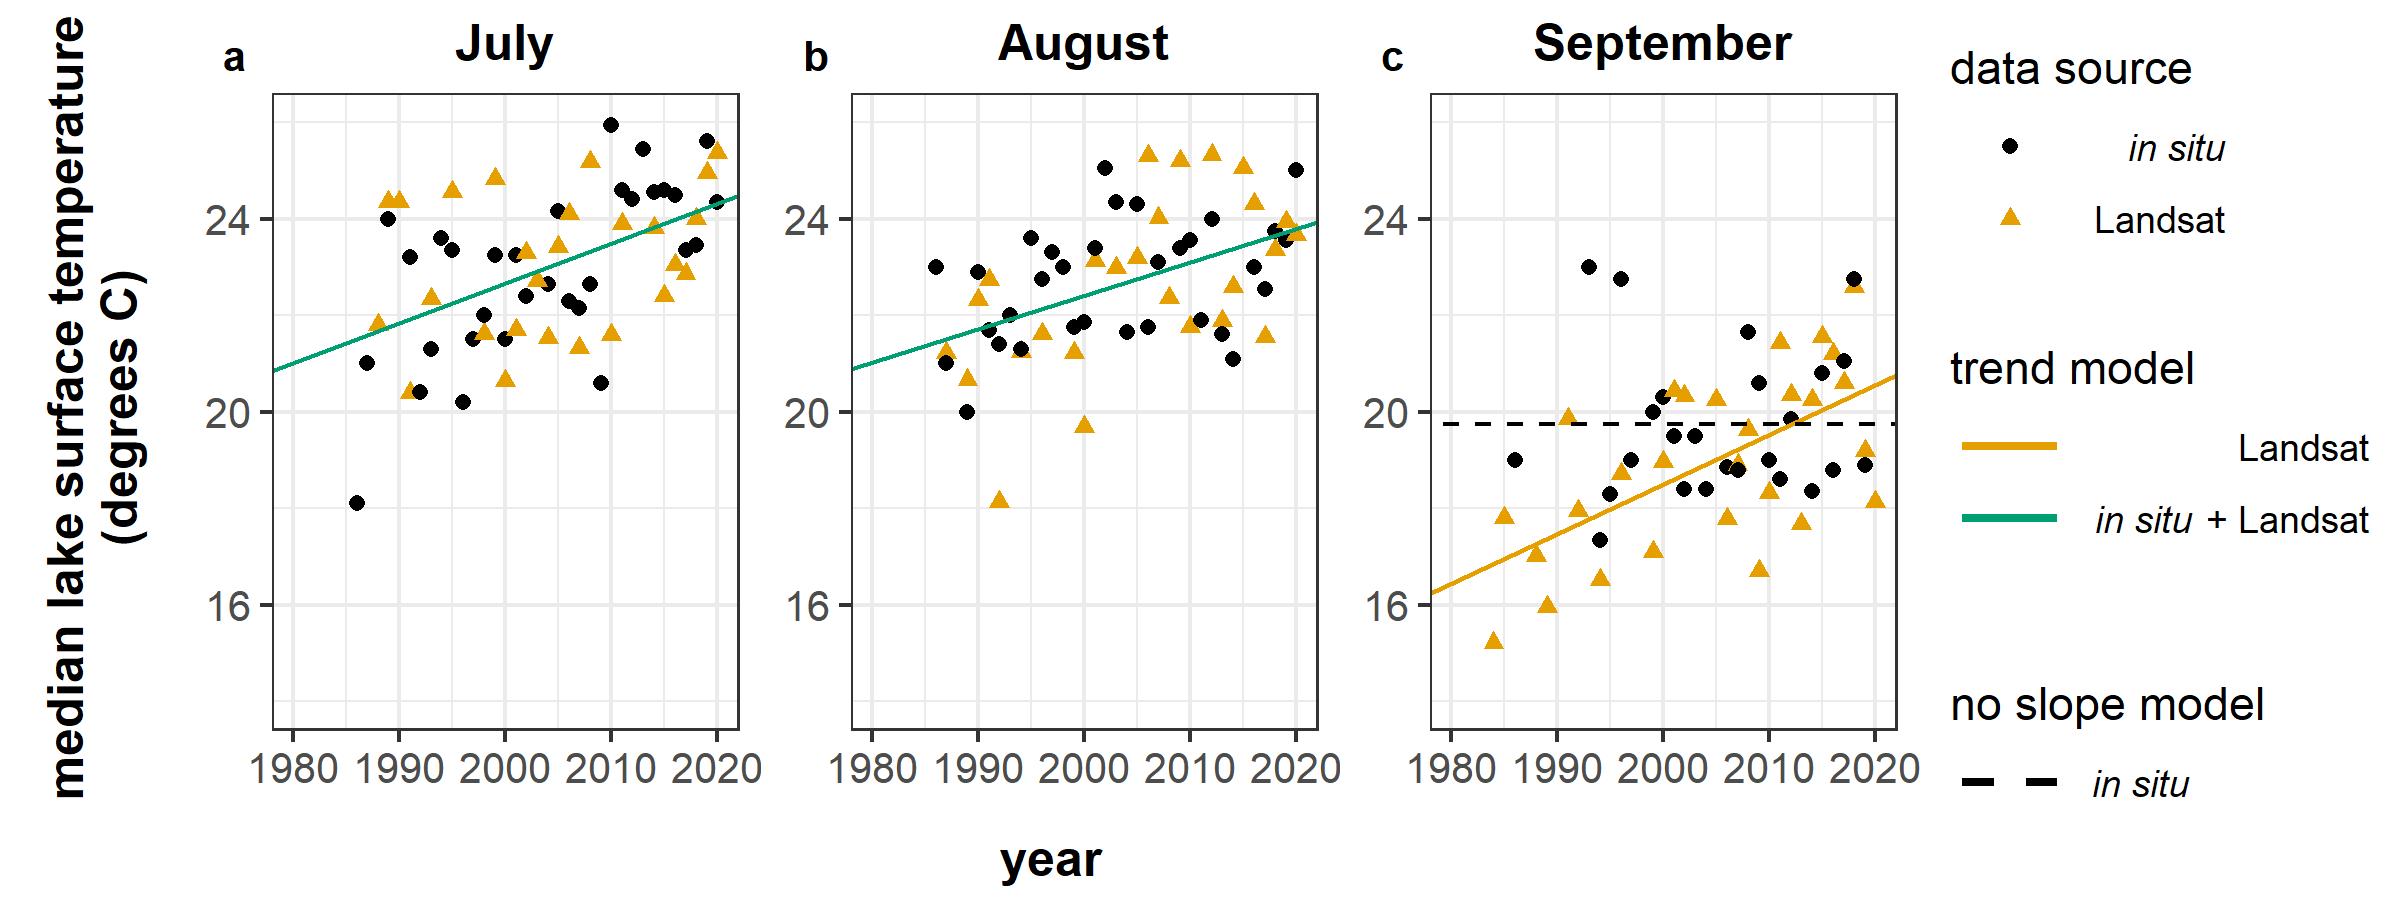 median lake surface temperature
(degrees C)
a
July
b
August
c
September
24
20
16
1980
1990
2000
2010
2020
24
20
16
1980
1990
2000
2010
2020
24
20
16
1980
1990
2000
2010
2020
year
data source
in situ
Landsat
trend model
Landsat
in situ + Landsat
no slope model
in situ